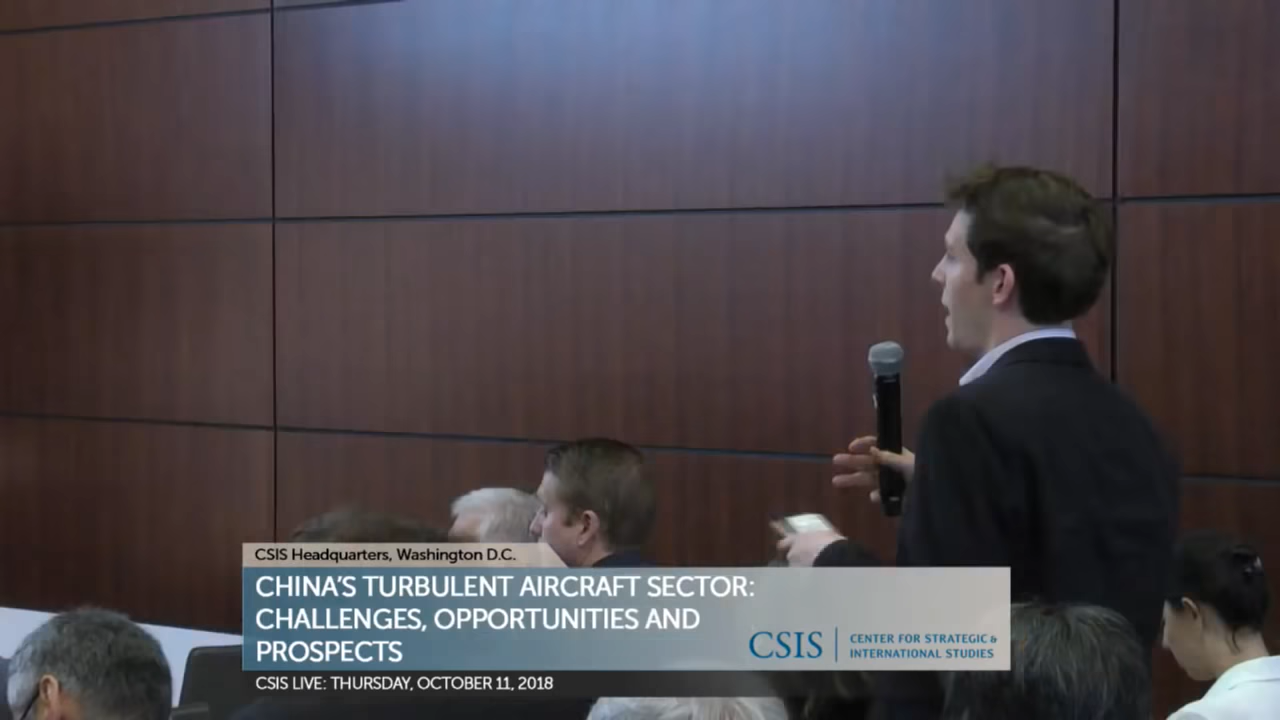 CSIS Headquarters, Washington D.C.
CHINA'S TURBULENT AIRCRAFT SECTOR:
CHALLENGES, OPPORTUNITIES AND
PROSPECTS
CSIS | CENTER FOR STRATEGIC &
INTERNATIONAL STUDIES
CSIS LIVE: THURSDAY, OCTOBER 11, 2018